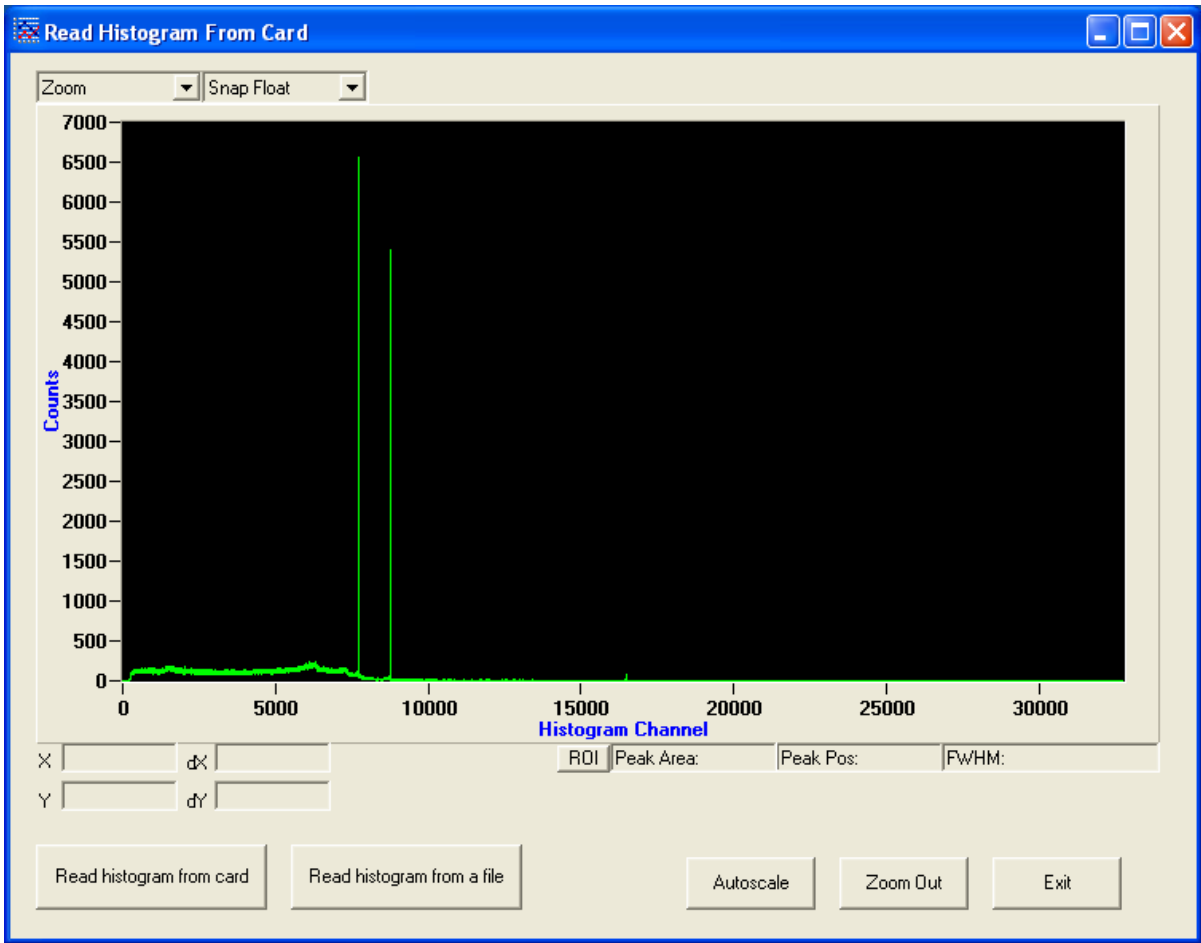 Read Histogram From Card
Zoom Snap Float
7000
6500
6000
5500
5000
4500
4000
3500
3000
2500
2000
1500
1000
500
0
Counts
0 5000 10000 15000 20000 25000 30000
Histogram Channel
X dX ROI Peak Area: Peak Pos: FWHM:
Y dY
Read histogram from card Read histogram from a file Autoscale Zoom Out Exit